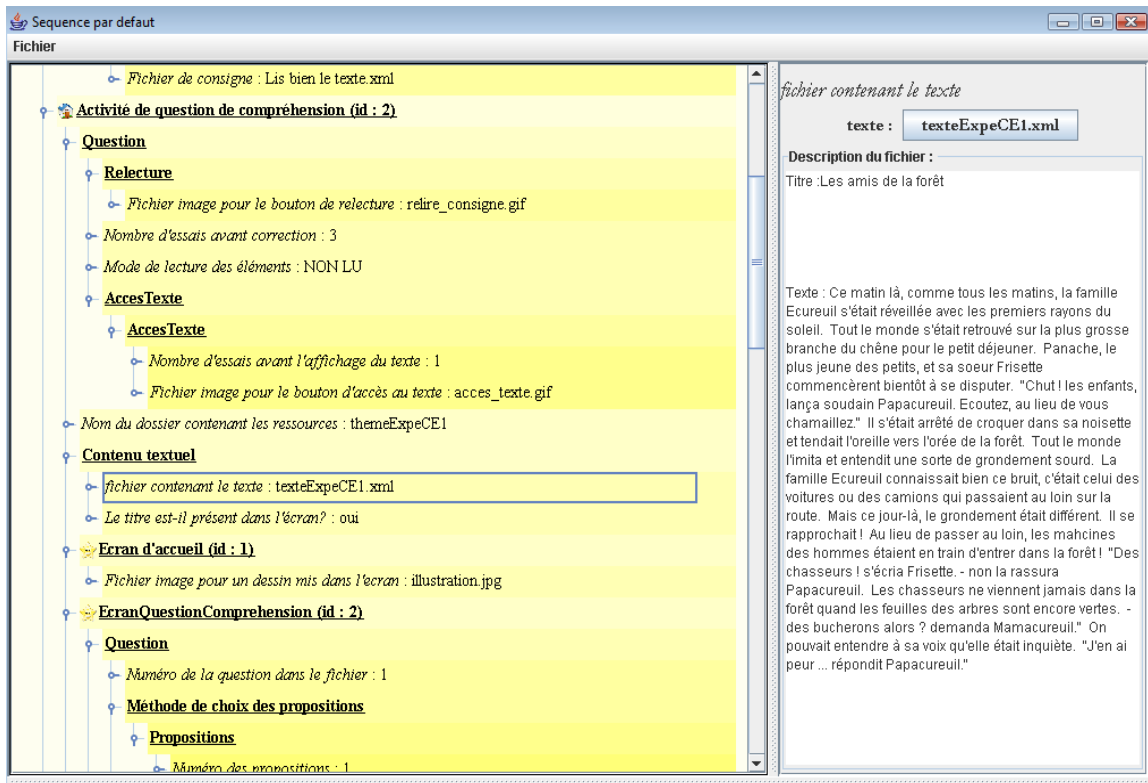 Sequence par defaut
Fichier
Fichier de consigne : Lis bien le texte.xml
Activité de question de compréhension (id : 2)
Question
Relecture
Fichier image pour le bouton de relecture : relire_consigne.gif
Nombre d'essais avant correction : 3
Mode de lecture des éléments : NON LU
AccesTexte
AccesTexte
Nombre d'essais avant l'affichage du texte : 1
Fichier image pour le bouton d'accès au texte : acces_texte.gif
Nom du dossier contenant les ressources : themeExpeCE1
Contenu textuel
fichier contenant le texte : texteExpeCE1.xml
Le titre est-il présent dans l'écran? : oui
Ecran d'accueil (id : 1)
Fichier image pour un dessin mis dans l'ecran : illustration.jpg
EcranQuestionComprehension (id : 2)
Question
Numéro de la question dans le fichier : 1
Méthode de choix des propositions
Propositions
Numéro des propositions : 1
fichier contenant le texte
texte : texteExpeCE1.xml
Description du fichier :
Titre :Les amis de la forêt
Texte : Ce matin là, comme tous les matins, la famille
Ecureuil s'était réveillée avec les premiers rayons du
soleil. Tout le monde s'était retrouvé sur la plus grosse
branche du chêne pour le petit déjeuner. Panache, le
plus jeune des petits, et sa soeur Frisette
commencèrent bientôt à se disputer. "Chut ! les enfants,
lança soudain Papacureuil. Ecoutez, au lieu de vous
chamaillez." Il s'était arrêté de croquer dans sa noisette
et tendait l'oreille vers l'orée de la forêt. Tout le monde
l'imita et entendit une sorte de grondement sourd. La
famille Ecureuil connaissait bien ce bruit, c'était celui des
voitures ou des camions qui passaient au loin sur la
route. Mais ce jour-là, le grondement était différent. Il se
rapprochait ! Au lieu de passer au loin, les mahcines
des hommes étaient en train d'entrer dans la forêt ! "Des
chasseurs ! s'écria Frisette. - non la rassura
Papacureuil. Les chasseurs ne viennent jamais dans la
forêt quand les feuilles des arbres sont encore vertes. -
des bucherons alors ? demanda Mamacureuil." On
pouvait entendre à sa voix qu'elle était inquiète. "J'en ai
peur ... répondit Papacureuil."